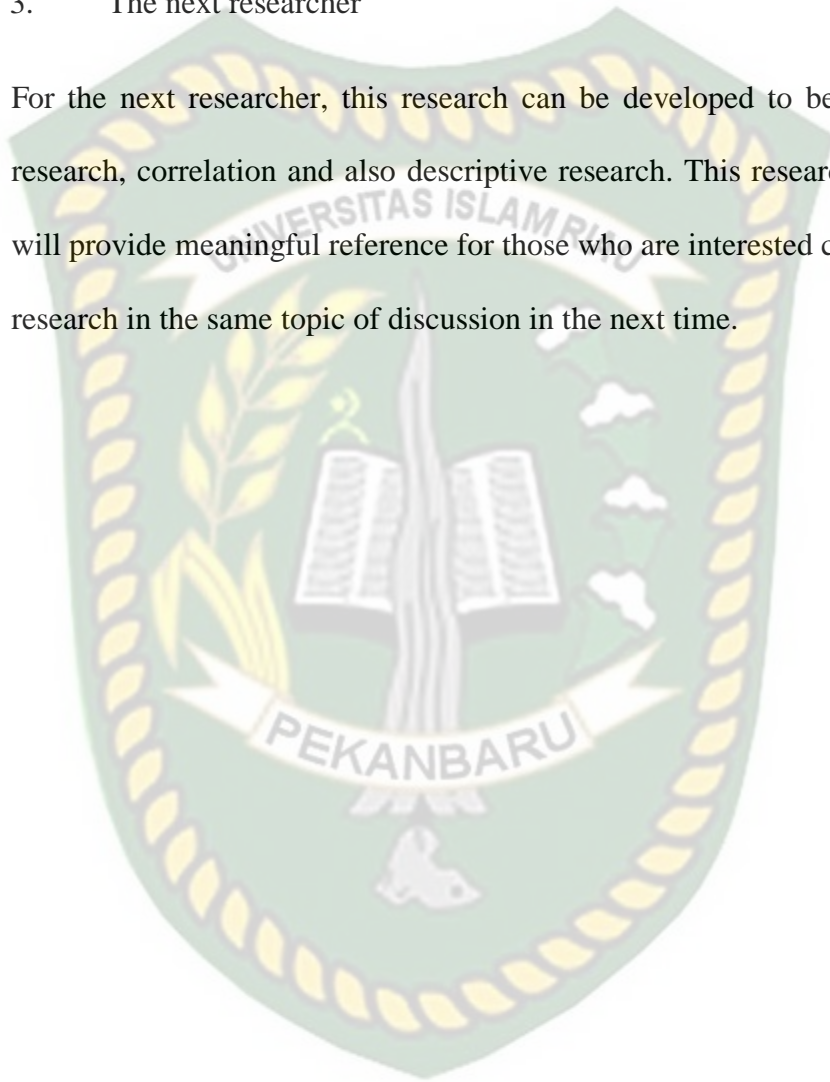 3. The next researcher
For the next researcher, this research can be developed to be
research, correlation and also descriptive research. This resear
will provide meaningful reference for those who are interested c
research in the same topic of discussion in the next time.
UNIVERSITAS ISLAM RIAU
PEKANBARU